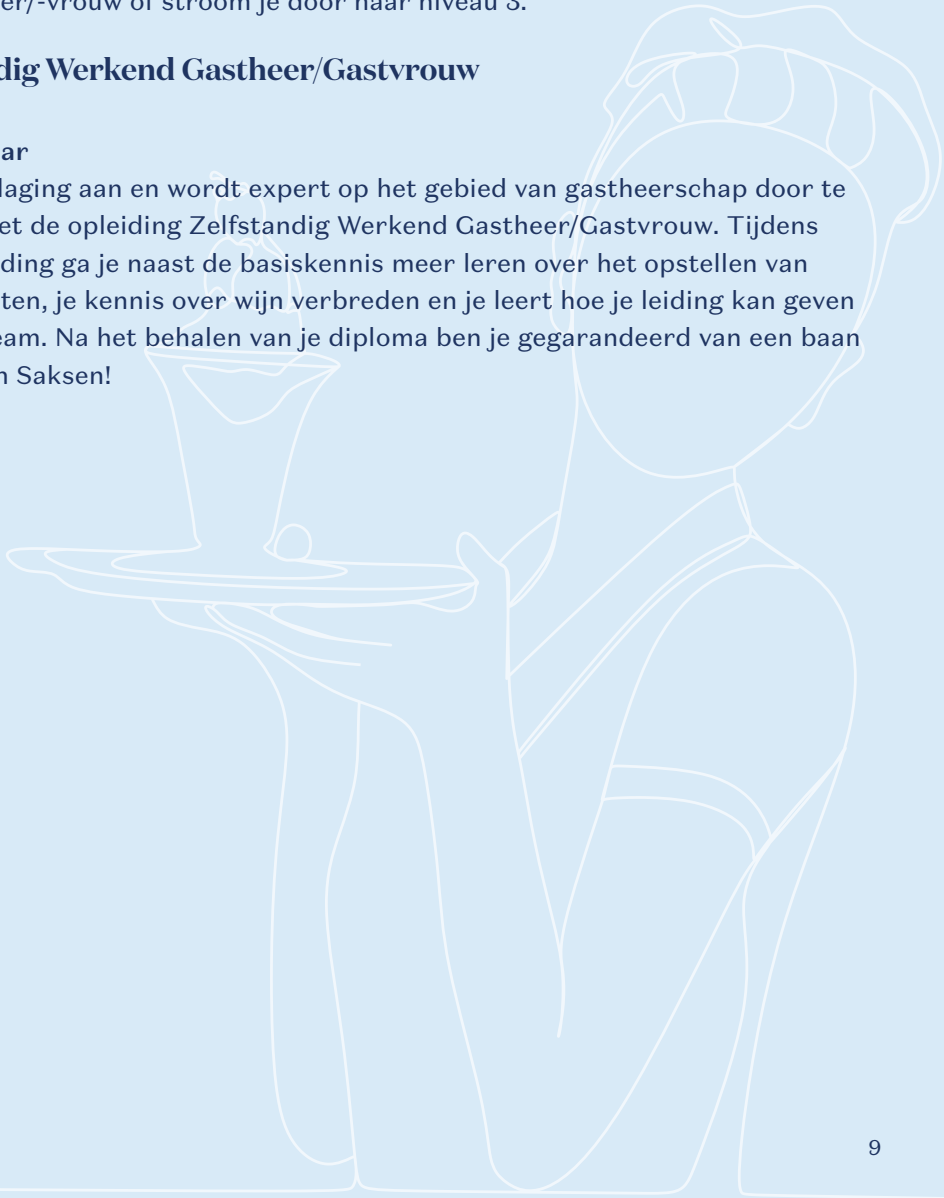 er/-vrouw of stroom je door naar niveau 3.
dig Werkend Gastheer/Gastvrouw
ar
laging aan en wordt expert op het gebied van gastheerschap door te
et de opleiding Zelfstandig Werkend Gastheer/Gastvrouw. Tijdens
ding ga je naast de basiskennis meer leren over het opstellen van
ten, je kennis over wijn verbreden en je leert hoe je leiding kan geven
eam. Na het behalen van je diploma ben je gegarandeerd van een baan
n Saksen!
9